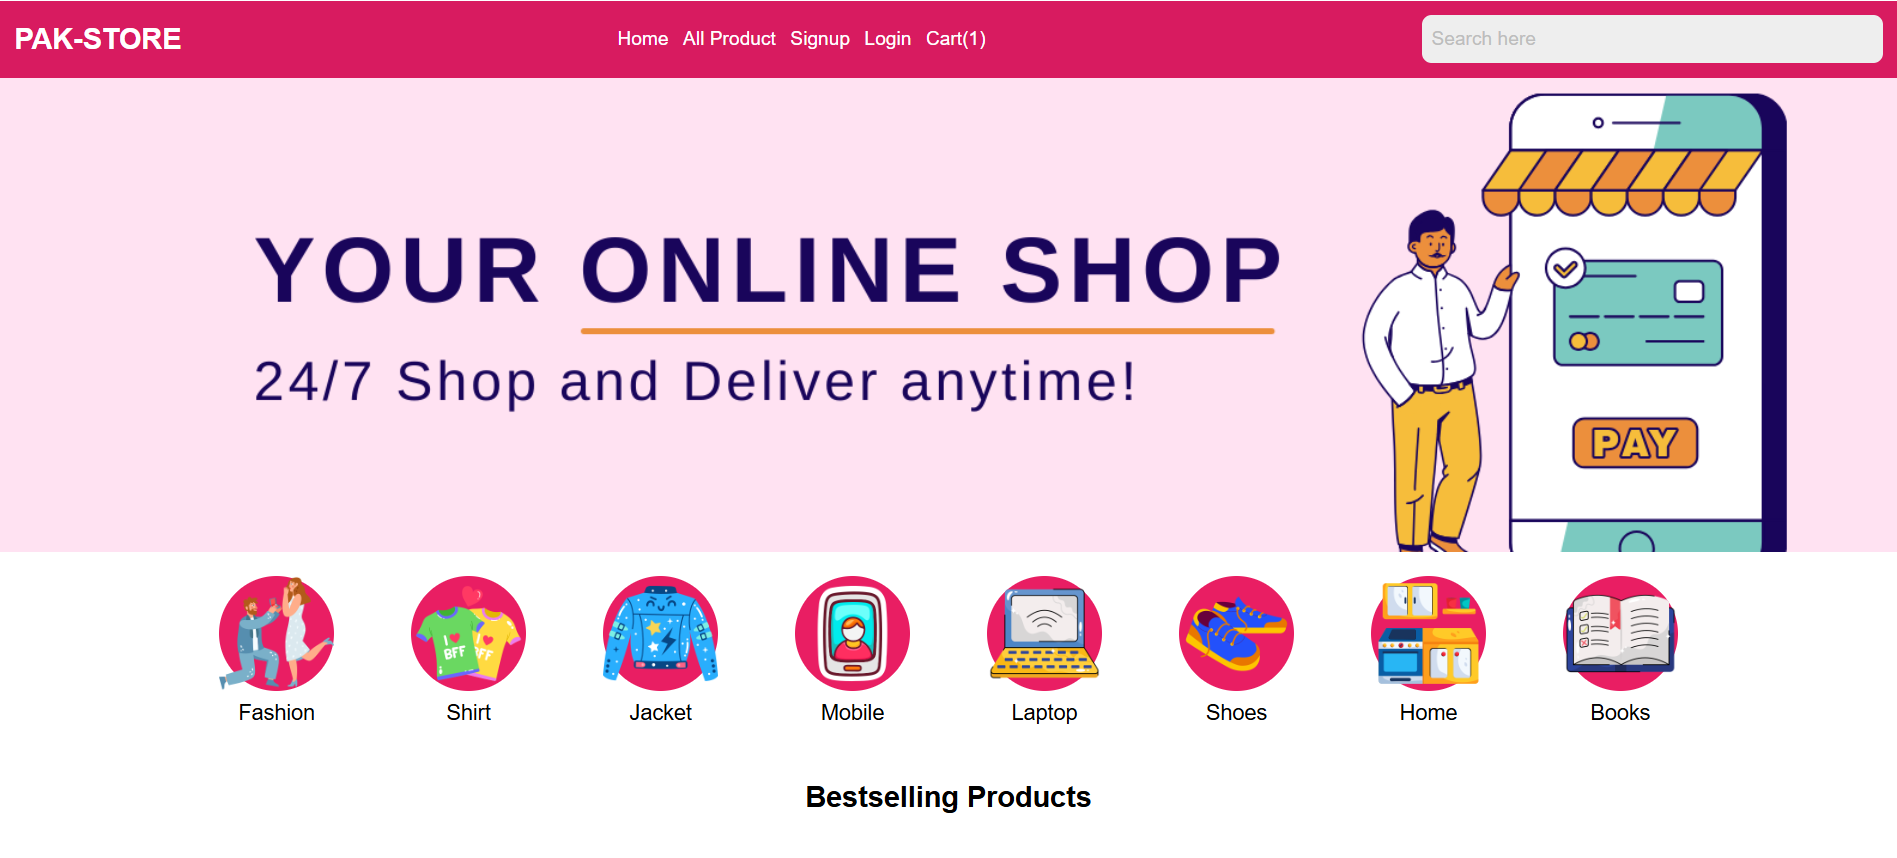 PAK-STORE
Home All Product Signup Login Cart(1)
Search here
YOUR ONLINE SHOP
24/7 Shop and Deliver anytime!
PAY
I ♥ BFF
I ♥ BFF
Fashion Shirt Jacket Mobile Laptop Shoes Home Books
Bestselling Products